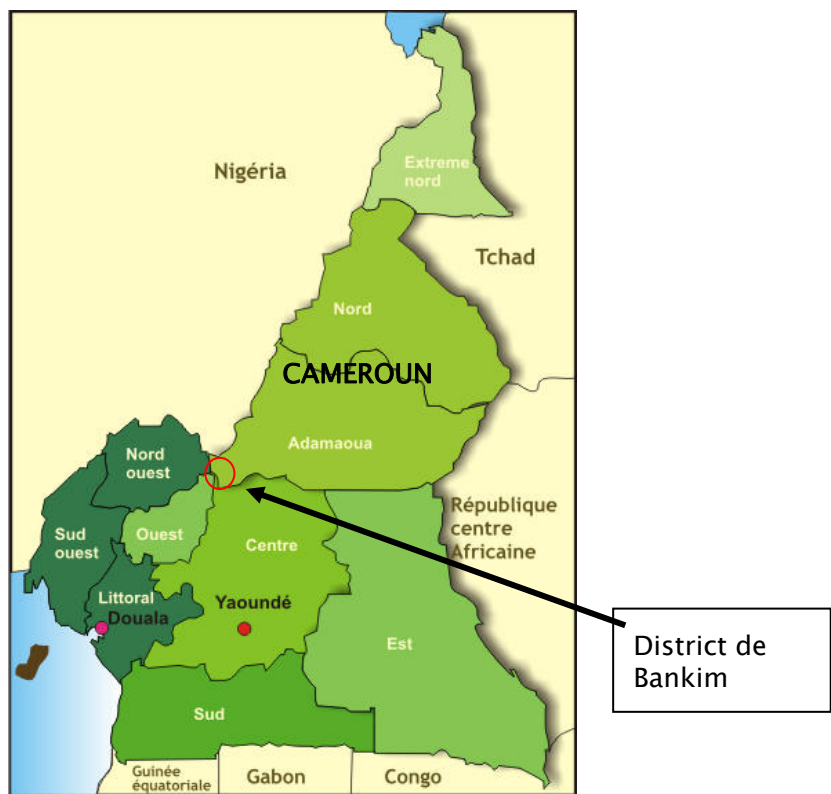 Extreme
nord
Nigéria
Tchad
Nord
CAMEROUN
Adamaoua
Nord
ouest
République
centre
Africaine
Sud
ouest
Ouest
Centre
Littoral
Douala
Yaoundé
Est
District de
Bankim
Sud
Guinée
équatoriale
Gabon
Congo